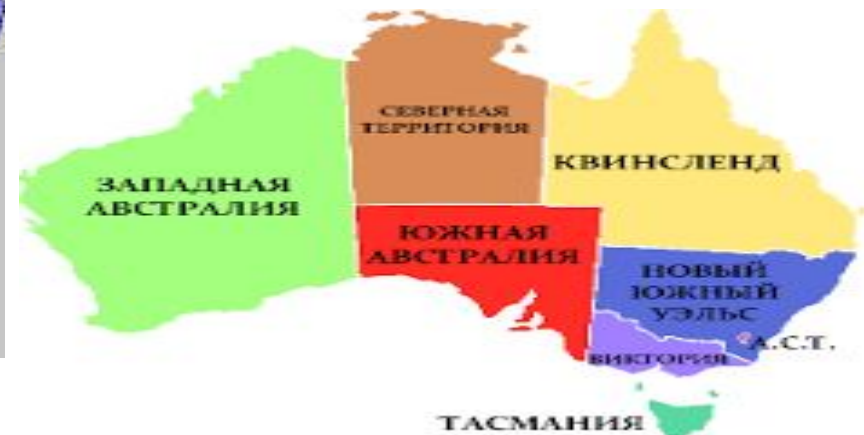 СЕВЕРНАЯ
ТЕРРИТОРИЯ
КВИНСЛЕНД
ЗАПАДНАЯ
АВСТРАЛИЯ
ЮЖНАЯ
АВСТРАЛИЯ
НОВЫЙ
ЮЖНЫЙ
УЭЛЬС
А.С.Т.
ВИКТОРИЯ
ТАСМАНИЯ